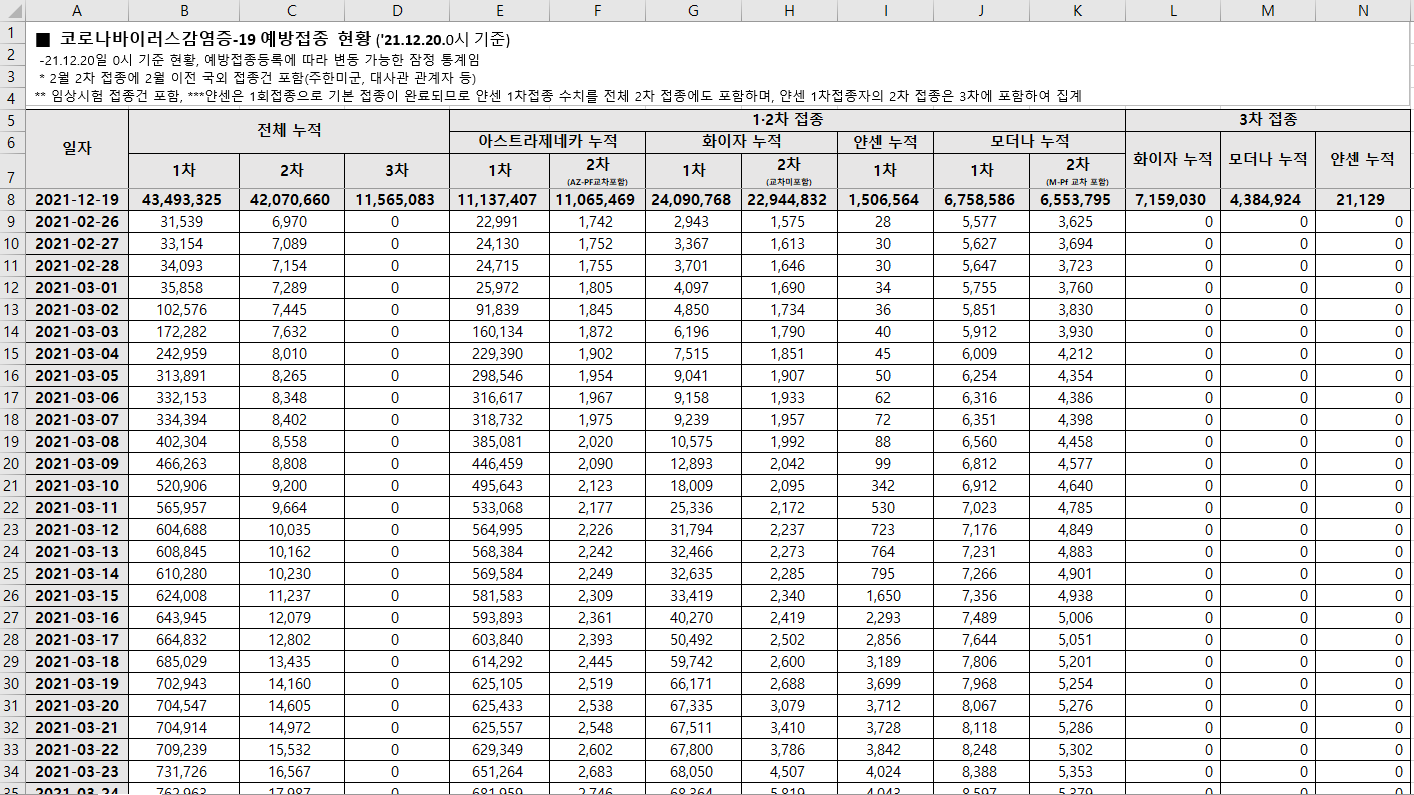 A B C D E F G H I J K L M N
1 ■ 코로나바이러스감염증-19 예방접종 현황 ('21.12.20.0시 기준)
2 -21.12.20일 0시 기준 현황, 예방접종등록에 따라 변동 가능한 잠정 통계임
3 * 2월 2차 접종에 2월 이전 국외 접종건 포함(주한미군, 대사관 관계자 등)
4 ** 임상시험 접종건 포함, ***얀센은 1회접종으로 기본 접종이 완료되므로 얀센 1차접종 수치를 전체 2차 접종에도 포함하며, 얀센 1차접종자의 2차 접종은 3차에 포함하여 집계
5 일자 전체 누적 1·2차 접종 3차 접종
6 아스트라제네카 누적 화이자 누적 얀센 누적 모더나 누적 화이자 누적 모더나 누적 얀센 누적
7 1차 2차 3차 1차 2차 1차 2차 1차 1차 2차
(AZ-PF교차포함) (교차미포함) (M-Pf 교차 포함)
8 2021-12-19 43,493,325 42,070,660 11,565,083 11,137,407 11,065,469 24,090,768 22,944,832 1,506,564 6,758,586 6,553,795 7,159,030 4,384,924 21,129
9 2021-02-26 31,539 6,970 0 22,991 1,742 2,943 1,575 28 5,577 3,625 0 0 0
10 2021-02-27 33,154 7,089 0 24,130 1,752 3,367 1,613 30 5,627 3,694 0 0 0
11 2021-02-28 34,093 7,154 0 24,715 1,755 3,701 1,646 30 5,647 3,723 0 0 0
12 2021-03-01 35,858 7,289 0 25,972 1,805 4,097 1,690 34 5,755 3,760 0 0 0
13 2021-03-02 102,576 7,445 0 91,839 1,845 4,850 1,734 36 5,851 3,830 0 0 0
14 2021-03-03 172,282 7,632 0 160,134 1,872 6,196 1,790 40 5,912 3,930 0 0 0
15 2021-03-04 242,959 8,010 0 229,390 1,902 7,515 1,851 45 6,009 4,212 0 0 0
16 2021-03-05 313,891 8,265 0 298,546 1,954 9,041 1,907 50 6,254 4,354 0 0 0
17 2021-03-06 332,153 8,348 0 316,617 1,967 9,158 1,933 62 6,316 4,386 0 0 0
18 2021-03-07 334,394 8,402 0 318,732 1,975 9,239 1,957 72 6,351 4,398 0 0 0
19 2021-03-08 402,304 8,558 0 385,081 2,020 10,575 1,992 88 6,560 4,458 0 0 0
20 2021-03-09 466,263 8,808 0 446,459 2,090 12,893 2,042 99 6,812 4,577 0 0 0
21 2021-03-10 520,906 9,200 0 495,643 2,123 18,009 2,095 342 6,912 4,640 0 0 0
22 2021-03-11 565,957 9,664 0 533,068 2,177 25,336 2,172 530 7,023 4,785 0 0 0
23 2021-03-12 604,688 10,035 0 564,995 2,226 31,794 2,237 723 7,176 4,849 0 0 0
24 2021-03-13 608,845 10,162 0 568,384 2,242 32,466 2,273 764 7,231 4,883 0 0 0
25 2021-03-14 610,280 10,230 0 569,584 2,249 32,635 2,285 795 7,266 4,901 0 0 0
26 2021-03-15 624,008 11,237 0 581,583 2,309 33,419 2,340 1,650 7,356 4,938 0 0 0
27 2021-03-16 643,945 12,079 0 593,893 2,361 40,270 2,419 2,293 7,489 5,006 0 0 0
28 2021-03-17 664,832 12,802 0 603,840 2,393 50,492 2,502 2,856 7,644 5,051 0 0 0
29 2021-03-18 685,029 13,435 0 614,292 2,445 59,742 2,600 3,189 7,806 5,201 0 0 0
30 2021-03-19 702,943 14,160 0 625,105 2,519 66,171 2,688 3,699 7,968 5,254 0 0 0
31 2021-03-20 704,547 14,605 0 625,433 2,538 67,335 3,079 3,712 8,067 5,276 0 0 0
32 2021-03-21 704,914 14,972 0 625,557 2,548 67,511 3,410 3,728 8,118 5,286 0 0 0
33 2021-03-22 709,239 15,532 0 629,349 2,602 67,800 3,786 3,842 8,248 5,302 0 0 0
34 2021-03-23 731,726 16,567 0 651,264 2,683 68,050 4,507 4,024 8,388 5,353 0 0 0
35 2021-03-24 762,963 17,987 0 681,959 2,746 68,364 5,819 4,043 8,597 5,379 0 0 0